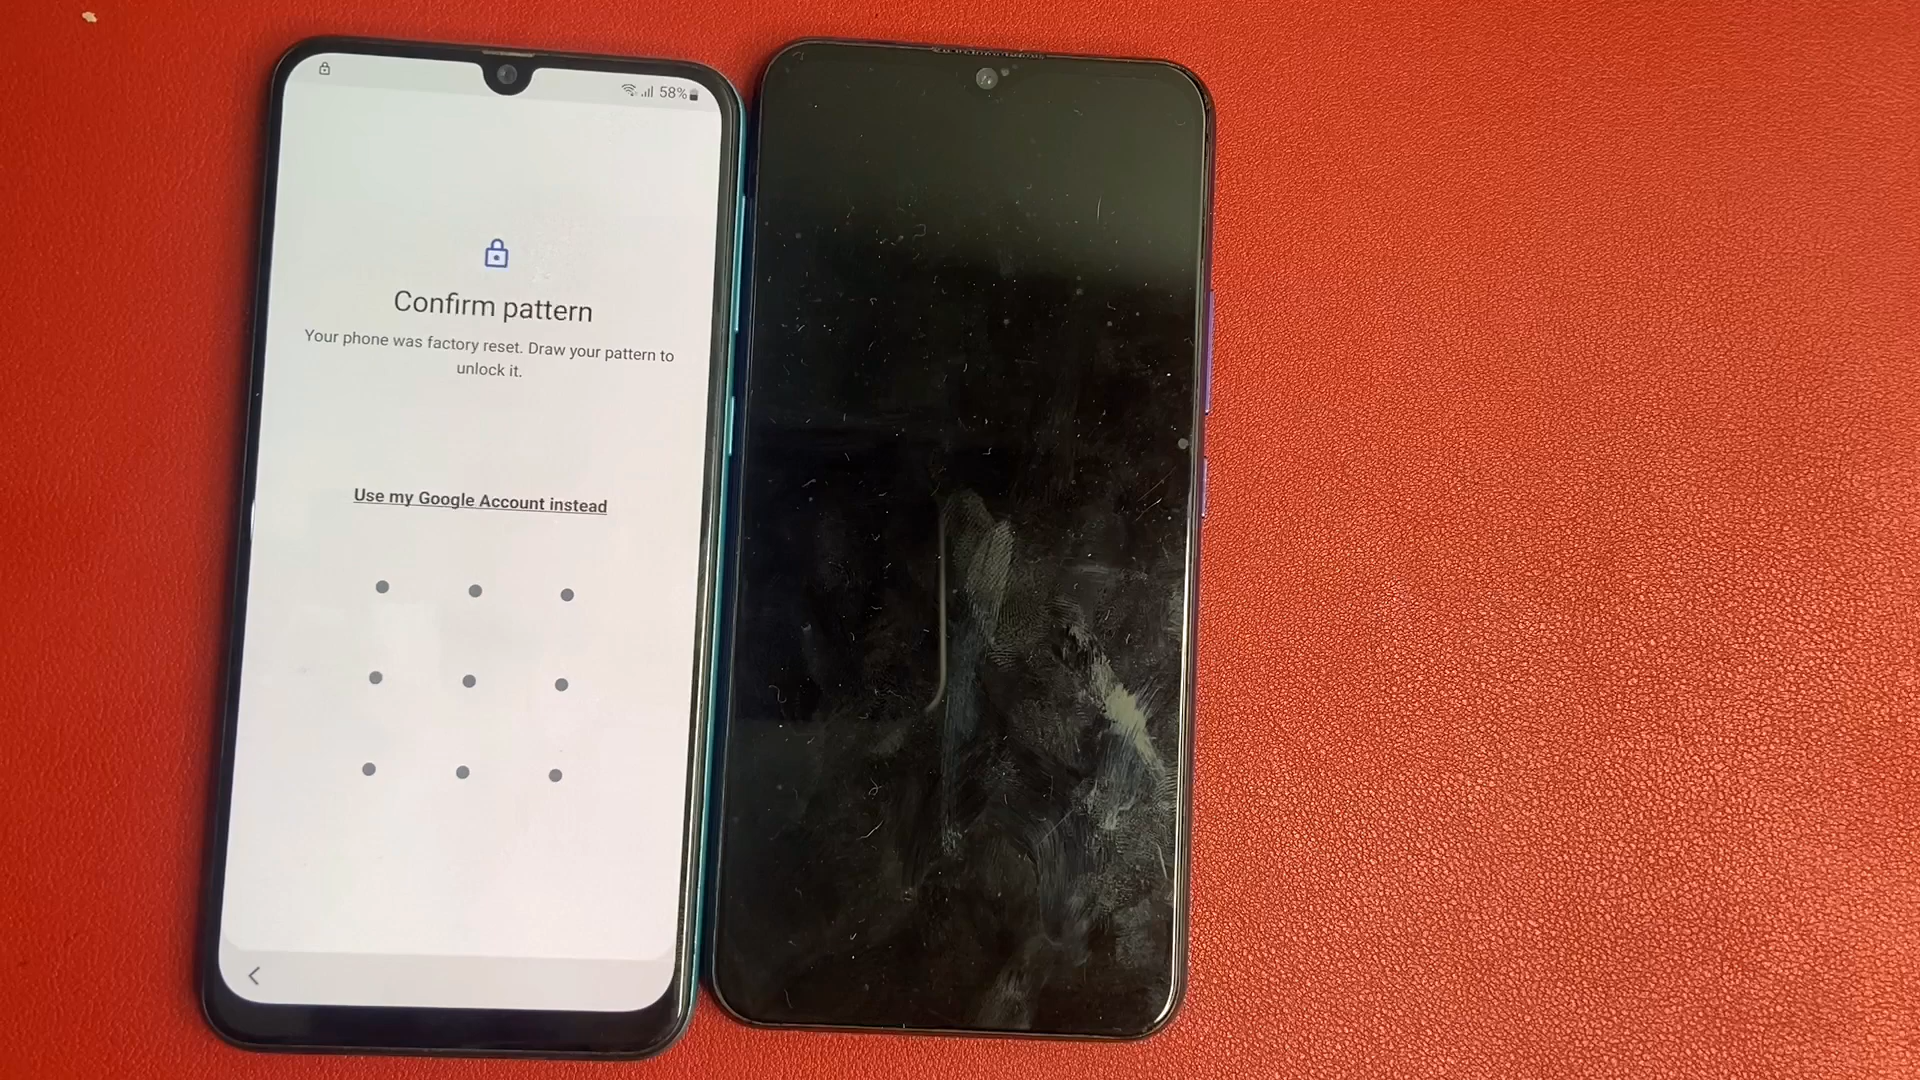 58%
Confirm pattern
Your phone was factory reset. Draw your pattern to
unlock it.
Use my Google Account instead